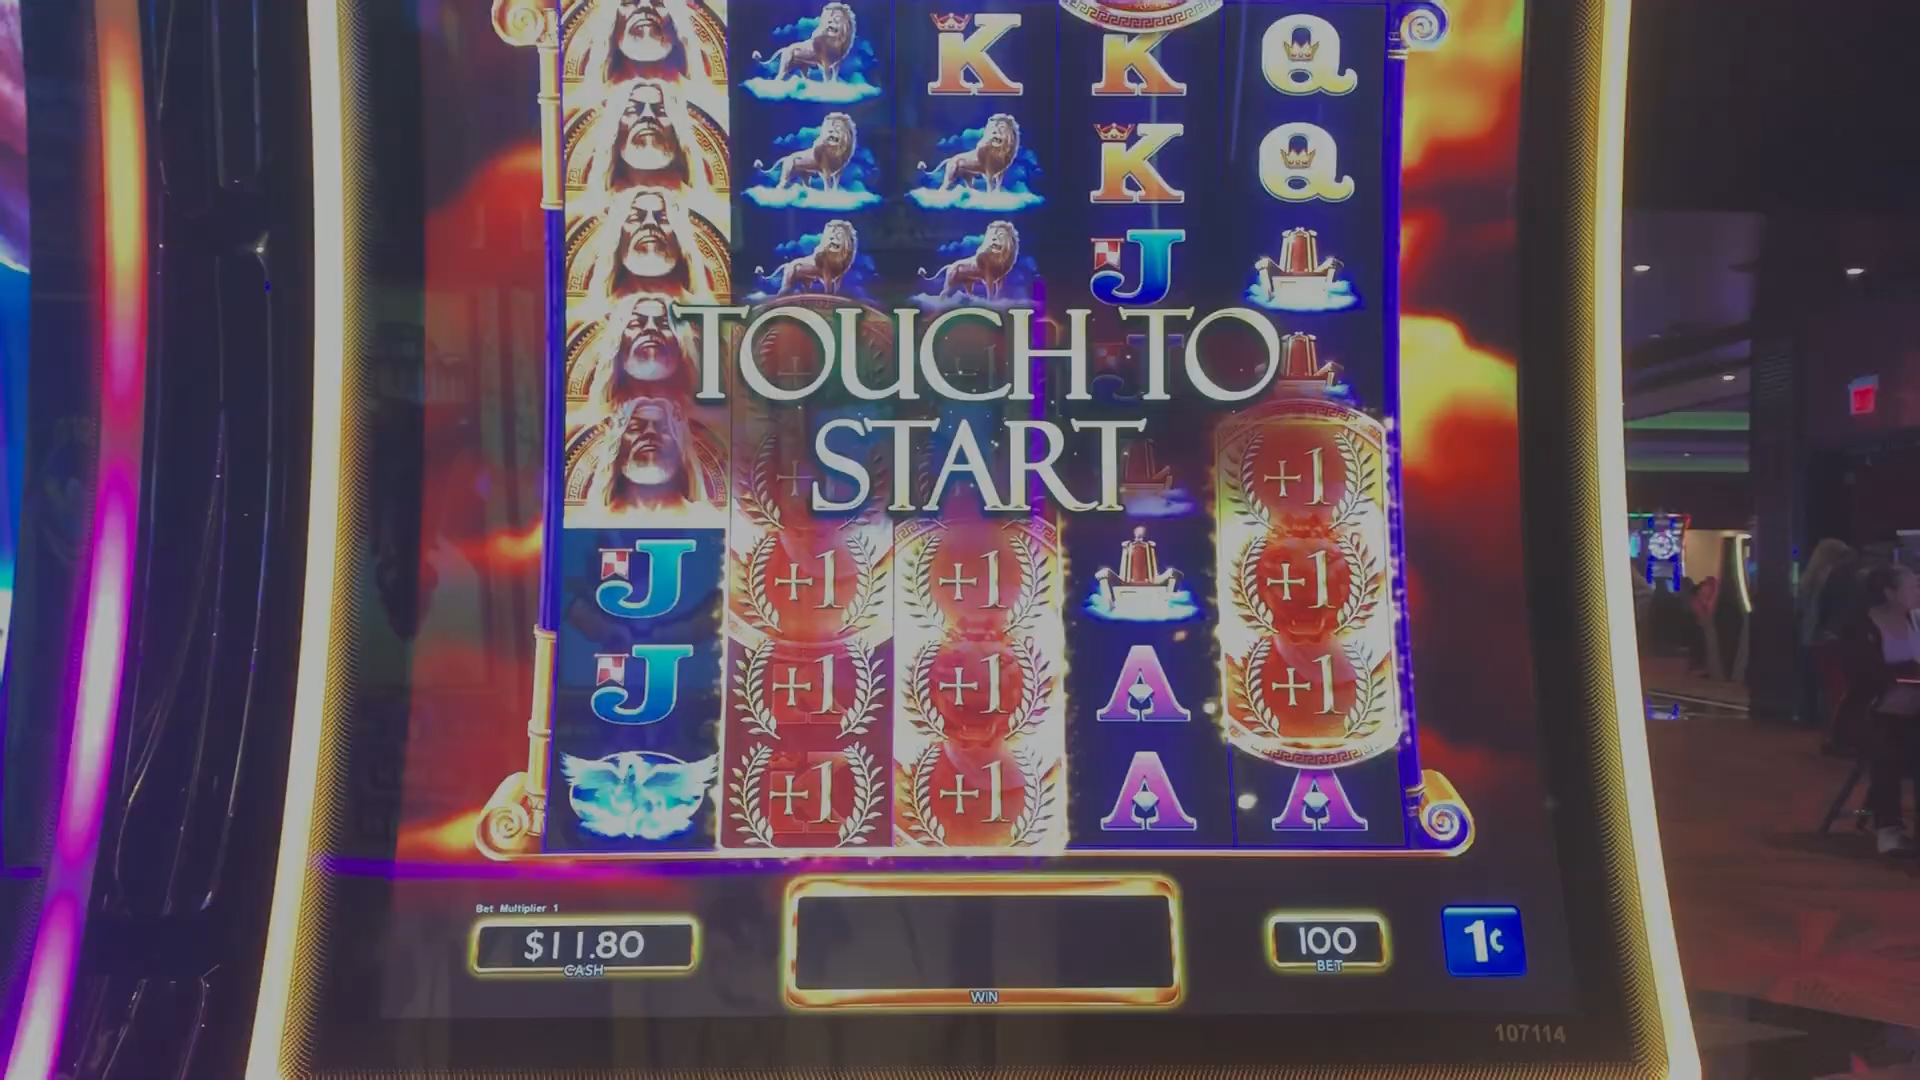 K K Q
K Q
J
TOUCH TO
START
+1
J +1 +1 +1
J +1 +1 A +1
+1 +1 A A
Bet Multiplier 1
$11.80
CASH
WIN
100
BET
1¢
107114